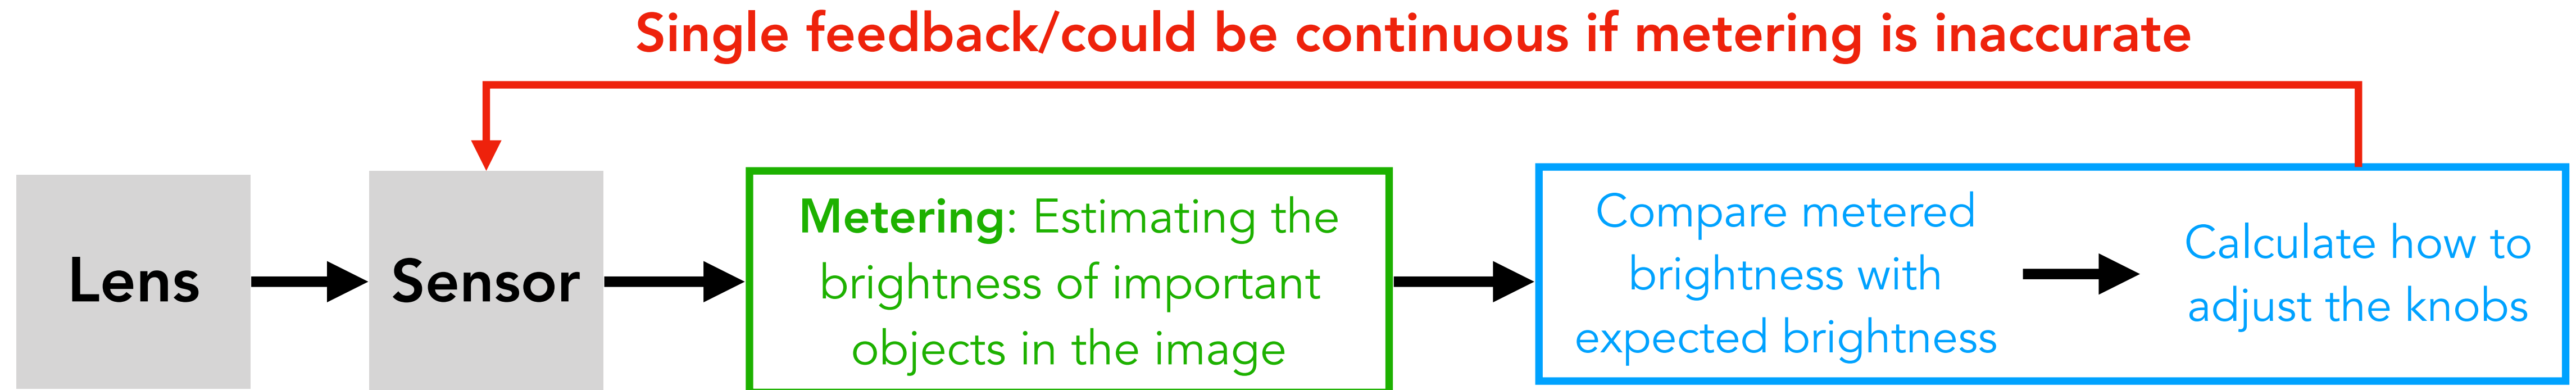 Single feedback/could be continuous if metering is inaccurate
Lens
Sensor
Metering: Estimating the
brightness of important
objects in the image
Compare metered
brightness with
expected brightness
Calculate how to
adjust the knobs